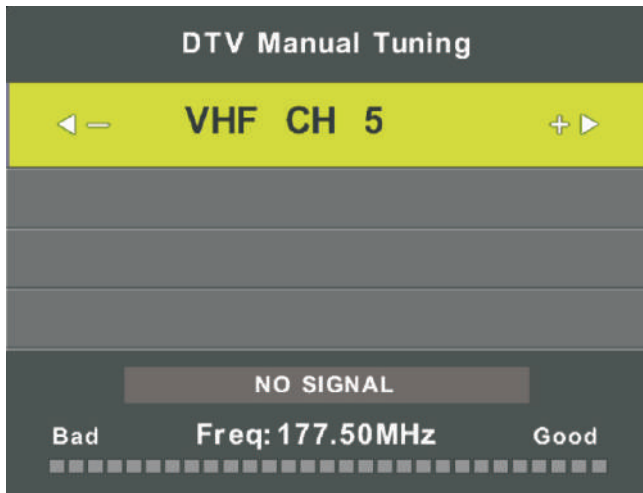 DTV Manual Tuning
− VHF CH 5 +
NO SIGNAL
Bad Freq: 177.50MHz Good